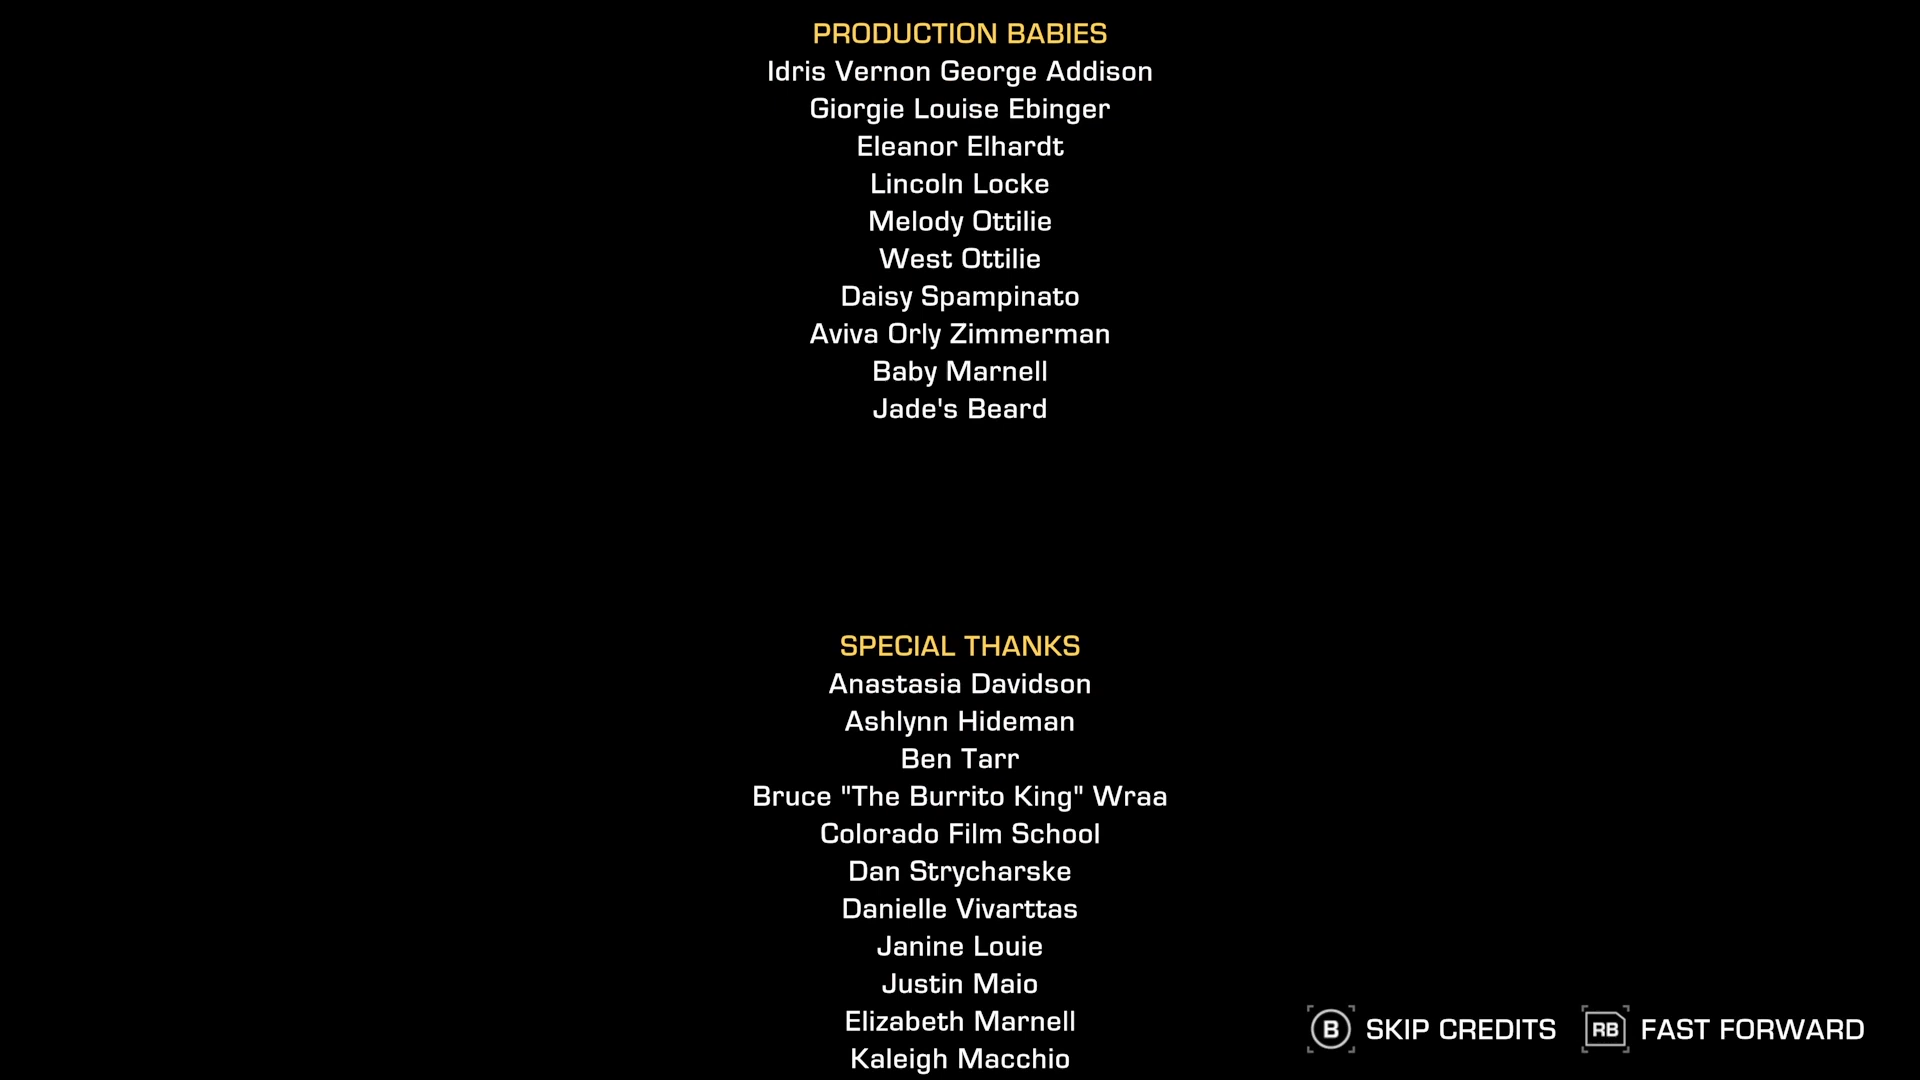 PRODUCTION BABIES
Idris Vernon George Addison
Giorgie Louise Ebinger
Eleanor Elhardt
Lincoln Locke
Melody Ottilie
West Ottilie
Daisy Spampinato
Aviva Orly Zimmerman
Baby Marnell
Jade's Beard
SPECIAL THANKS
Anastasia Davidson
Ashlynn Hideman
Ben Tarr
Bruce "The Burrito King" Wraa
Colorado Film School
Dan Strycharske
Danielle Vivarttas
Janine Louie
Justin Maio
Elizabeth Marnell
Kaleigh Macchio
B SKIP CREDITS RB FAST FORWARD